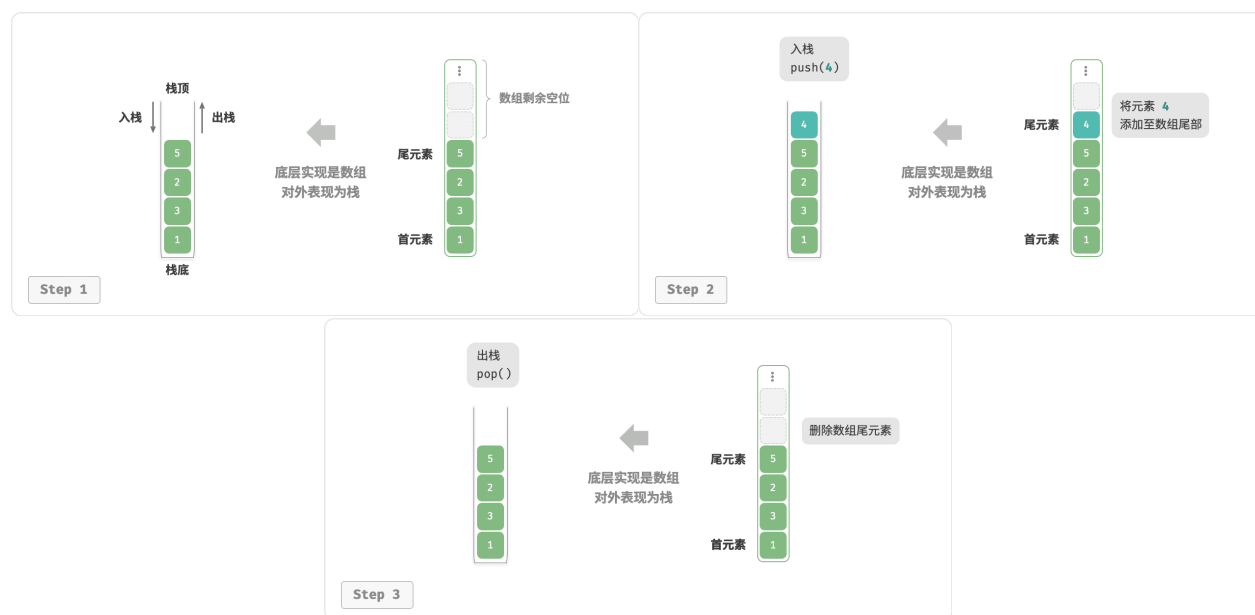 栈顶
入栈
出栈
5
2
3
1
栈底
底层实现是数组
对外表现为栈
数组剩余空位
尾元素
5
2
3
首元素
1
Step 1
入栈
push(4)
4
5
2
3
1
底层实现是数组
对外表现为栈
尾元素
4
5
2
3
首元素
1
将元素 4
添加至数组尾部
Step 2
出栈
pop()
5
2
3
1
底层实现是数组
对外表现为栈
尾元素
5
2
3
首元素
1
删除数组尾元素
Step 3